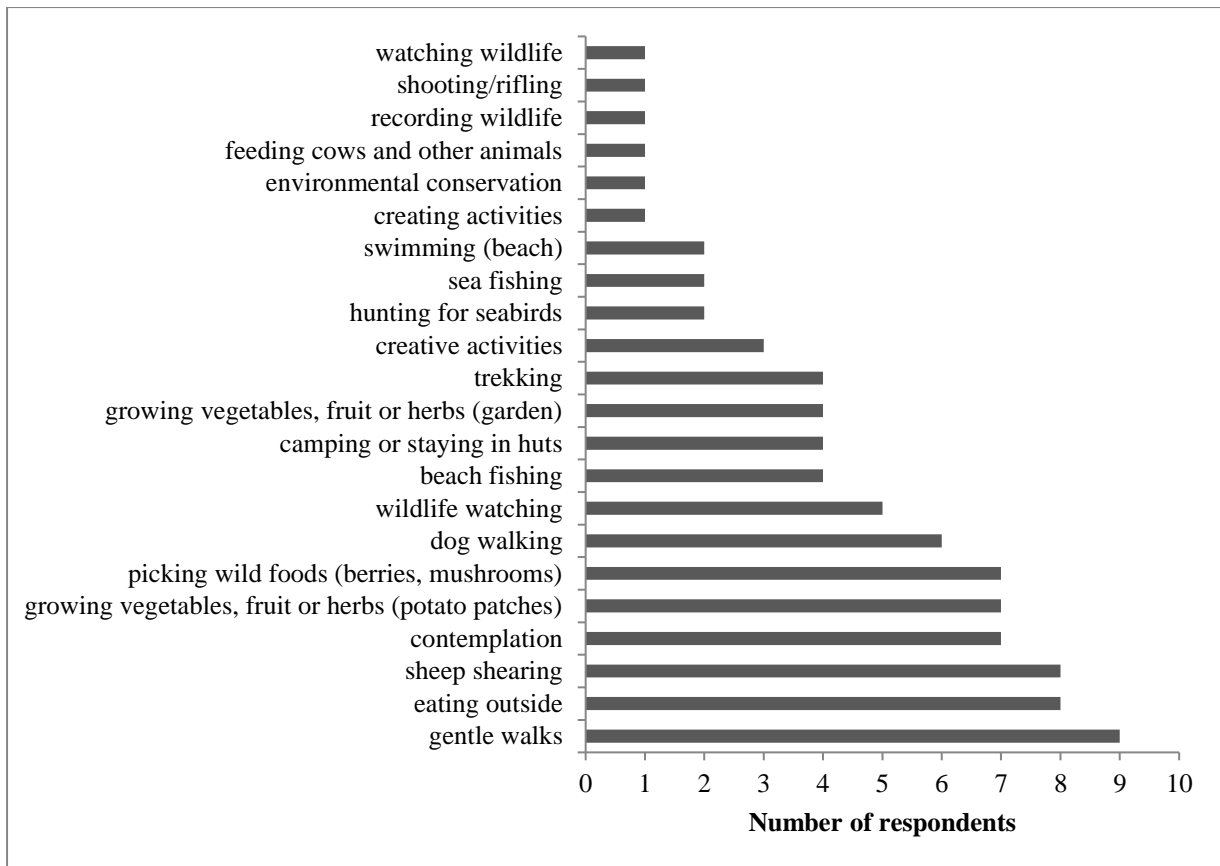 watching wildlife
shooting/rifling
recording wildlife
feeding cows and other animals
environmental conservation
creating activities
swimming (beach)
sea fishing
hunting for seabirds
creative activities
trekking
growing vegetables, fruit or herbs (garden)
camping or staying in huts
beach fishing
wildlife watching
dog walking
picking wild foods (berries, mushrooms)
growing vegetables, fruit or herbs (potato patches)
contemplation
sheep shearing
eating outside
gentle walks
0 1 2 3 4 5 6 7 8 9 10
Number of respondents